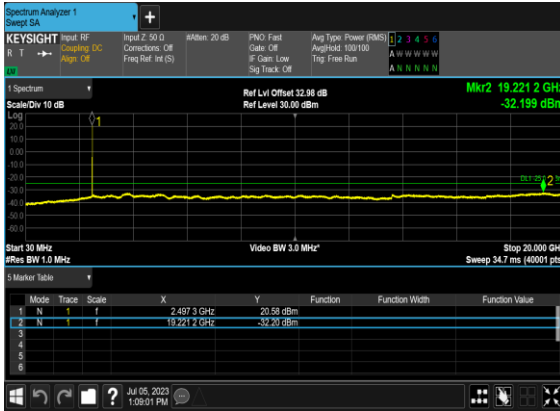 Spectrum Analyzer 1
Swept SA
+
KEYSIGHT Input: RF
R T Coupling: DC
Align: Off
Input Z: 50 Ω
Corrections: Off
Freq Ref: Int (S)
#Atten: 20 dB
PNO: Fast
Gate: Off
IF Gain: Low
Sig Track: Off
Avg Type: Power (RMS)
Avg|Hold: 100/100
Trig: Free Run
1 2 3 4 5 6
A W W W W W
A N N N N N
1 Spectrum
Scale/Div 10 dB
Ref Lvl Offset 32.98 dB
Ref Level 30.00 dBm
Mkr2 19.221 2 GHz
-32.199 dBm
Log
20.0
10.0
0.00
-10.0
-20.0
-30.0
-40.0
-50.0
-60.0
1
2
Start 30 MHz
#Res BW 1.0 MHz
Video BW 3.0 MHz*
Stop 20.000 GHz
Sweep 34.7 ms (40001 pts)
5 Marker Table
Mode Trace Scale X Y Function Function Width Function Value
1 N 1 f 2.497 3 GHz 20.58 dBm
2 N 1 f 19.221 2 GHz -32.20 dBm
3
4
5
6
?
Jul 05, 2023
1:09:01 PM